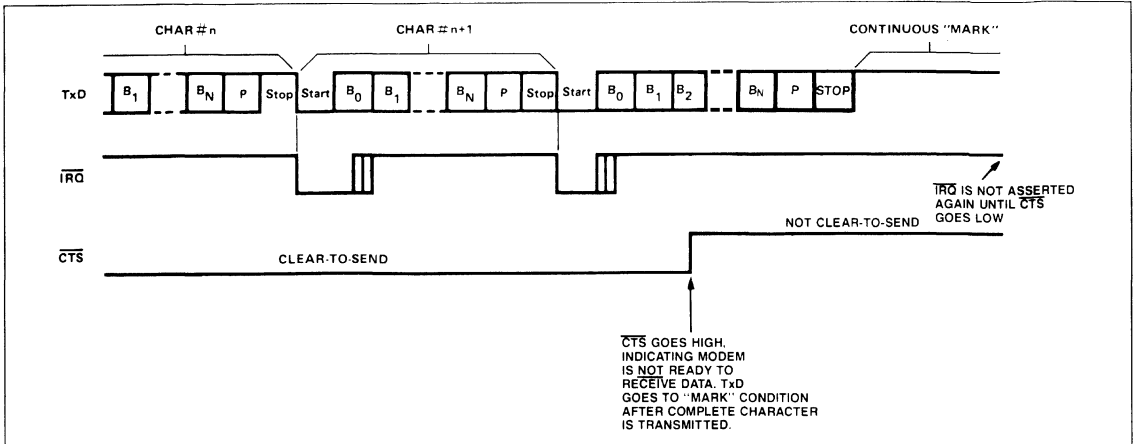 CHAR #n CHAR #n+1 CONTINUOUS "MARK"
TxD B1 BN P Stop Start B0 B1 BN P Stop Start B0 B1 B2 BN P STOP
IRQ
IRQ IS NOT ASSERTED
AGAIN UNTIL CTS
GOES LOW
NOT CLEAR-TO-SEND
CTS
CLEAR-TO-SEND
CTS GOES HIGH,
INDICATING MODEM
IS NOT READY TO
RECEIVE DATA. TxD
GOES TO "MARK" CONDITION
AFTER COMPLETE CHARACTER
IS TRANSMITTED.